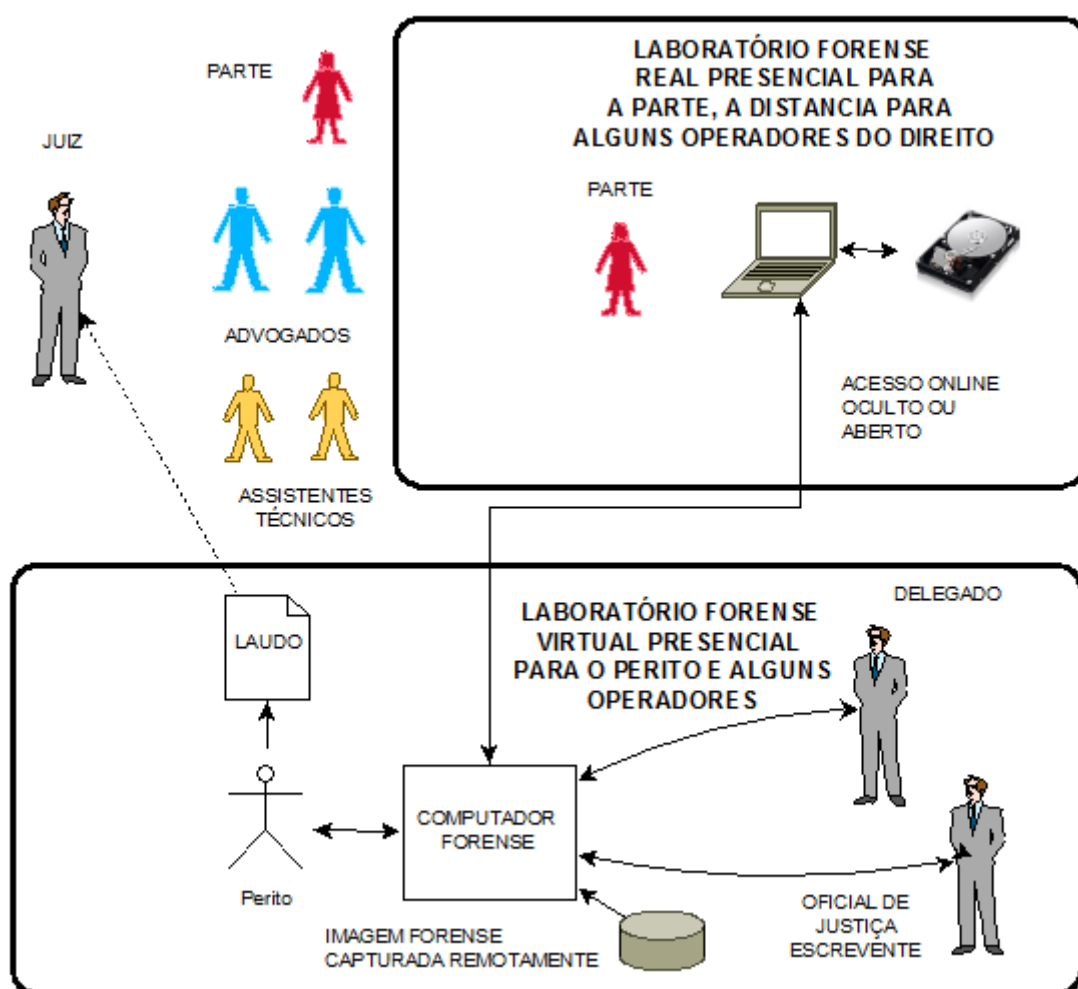 PARTE
JUIZ
ADVOGADOS
ASSISTENTES
TÉCNICOS
LABORATÓRIO FORENSE
REAL PRESENCIAL PARA
A PARTE, A DISTANCIA PARA
ALGUNS OPERADORES DO DIREITO
PARTE
ACESSO ONLINE
OCULTO OU
ABERTO
LAUDO
LABORATÓRIO FORENSE
VIRTUAL PRESENCIAL
PARA O PERITO E ALGUNS
OPERADORES
DELEGADO
COMPUTADOR
FORENSE
Perito
IMAGEM FORENSE
CAPTURADA REMOTAMENTE
OFICIAL DE
JUSTIÇA
ESCREVENTE